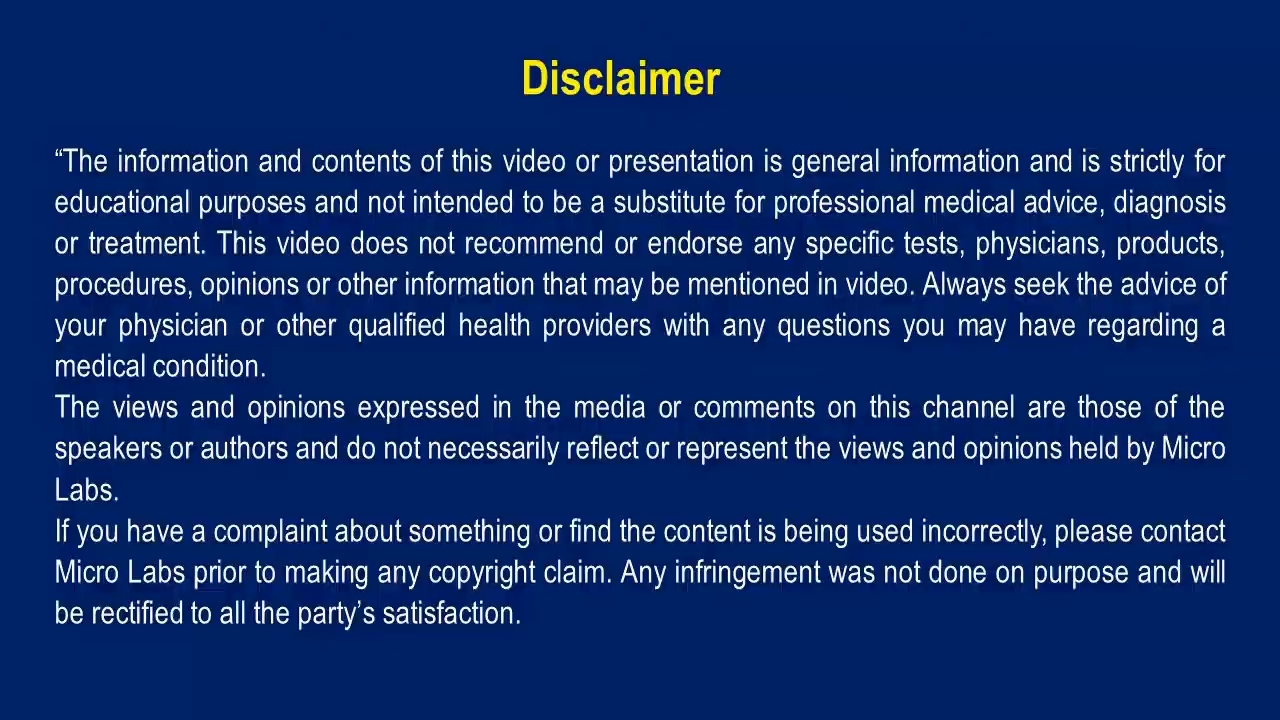 Disclaimer
“The information and contents of this video or presentation is general information and is strictly for
educational purposes and not intended to be a substitute for professional medical advice, diagnosis
or treatment. This video does not recommend or endorse any specific tests, physicians, products,
procedures, opinions or other information that may be mentioned in video. Always seek the advice of
your physician or other qualified health providers with any questions you may have regarding a
medical condition.
The views and opinions expressed in the media or comments on this channel are those of the
speakers or authors and do not necessarily reflect or represent the views and opinions held by Micro
Labs.
If you have a complaint about something or find the content is being used incorrectly, please contact
Micro Labs prior to making any copyright claim. Any infringement was not done on purpose and will
be rectified to all the party’s satisfaction.